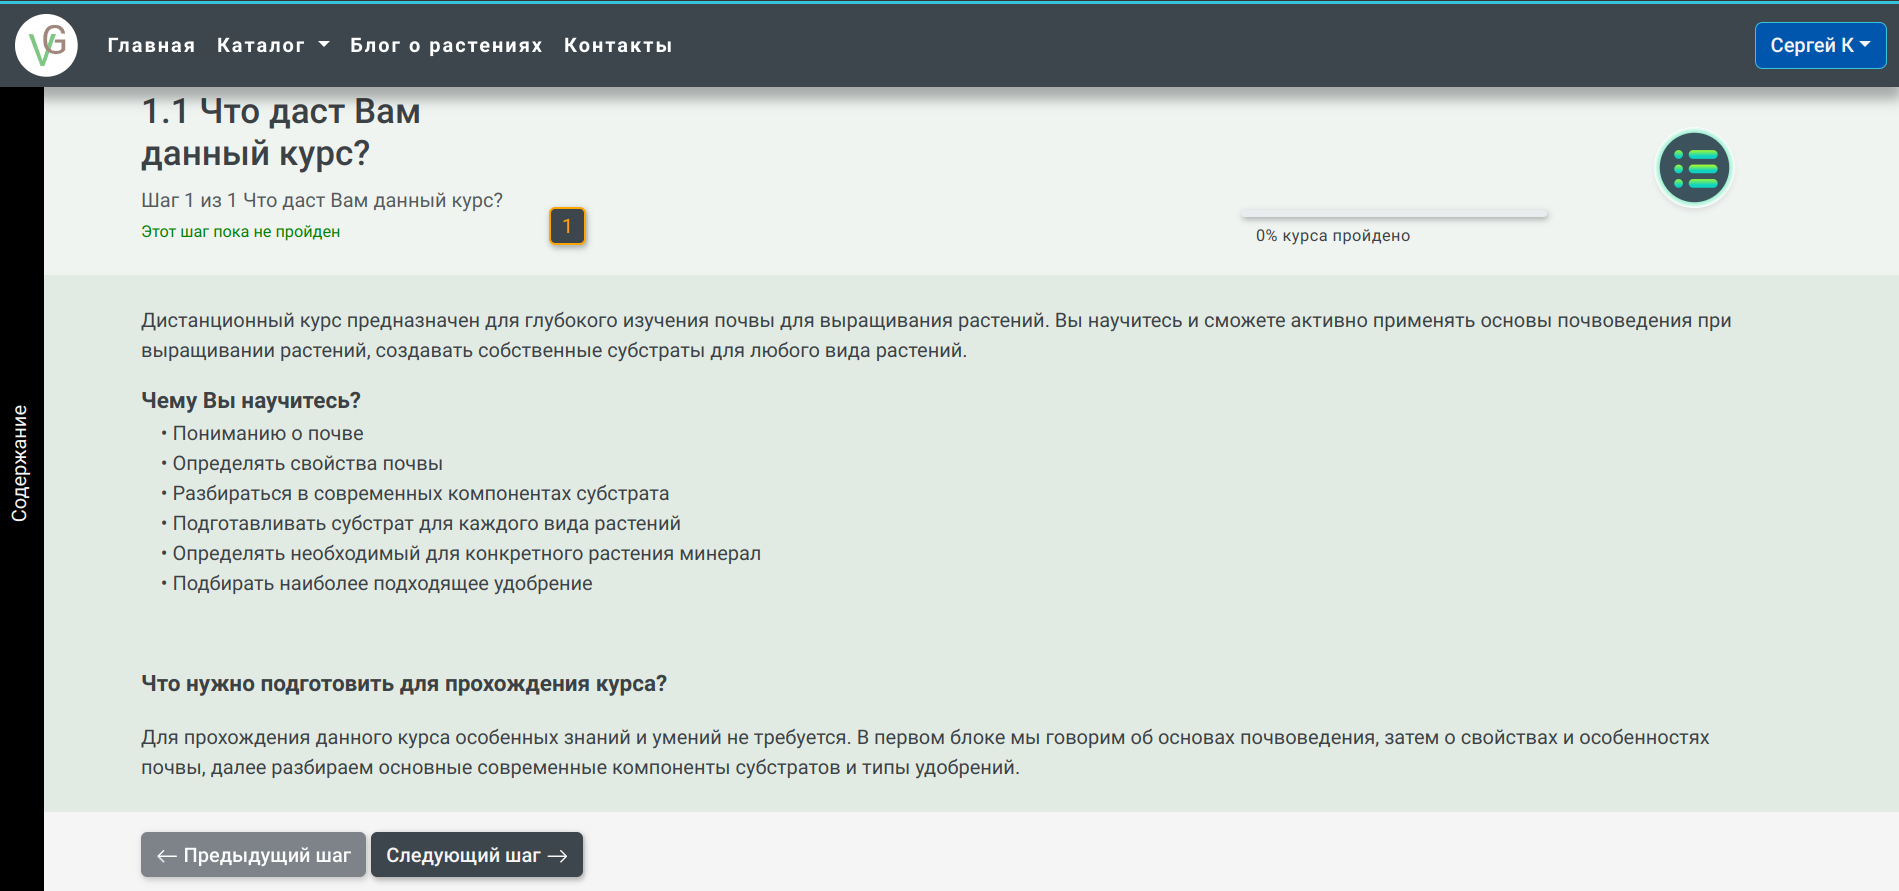 VG
Главная Каталог Блог о растениях Контакты
Сергей К
1.1 Что даст Вам
данный курс?
Шаг 1 из 1 Что даст Вам данный курс?
Этот шаг пока не пройден
1
0% курса пройдено
Содержание
Дистанционный курс предназначен для глубокого изучения почвы для выращивания растений. Вы научитесь и сможете активно применять основы почвоведения при
выращивании растений, создавать собственные субстраты для любого вида растений.
Чему Вы научитесь?
• Пониманию о почве
• Определять свойства почвы
• Разбираться в современных компонентах субстрата
• Подготавливать субстрат для каждого вида растений
• Определять необходимый для конкретного растения минерал
• Подбирать наиболее подходящее удобрение
Что нужно подготовить для прохождения курса?
Для прохождения данного курса особенных знаний и умений не требуется. В первом блоке мы говорим об основах почвоведения, затем о свойствах и особенностях
почвы, далее разбираем основные современные компоненты субстратов и типы удобрений.
← Предыдущий шаг Следующий шаг →